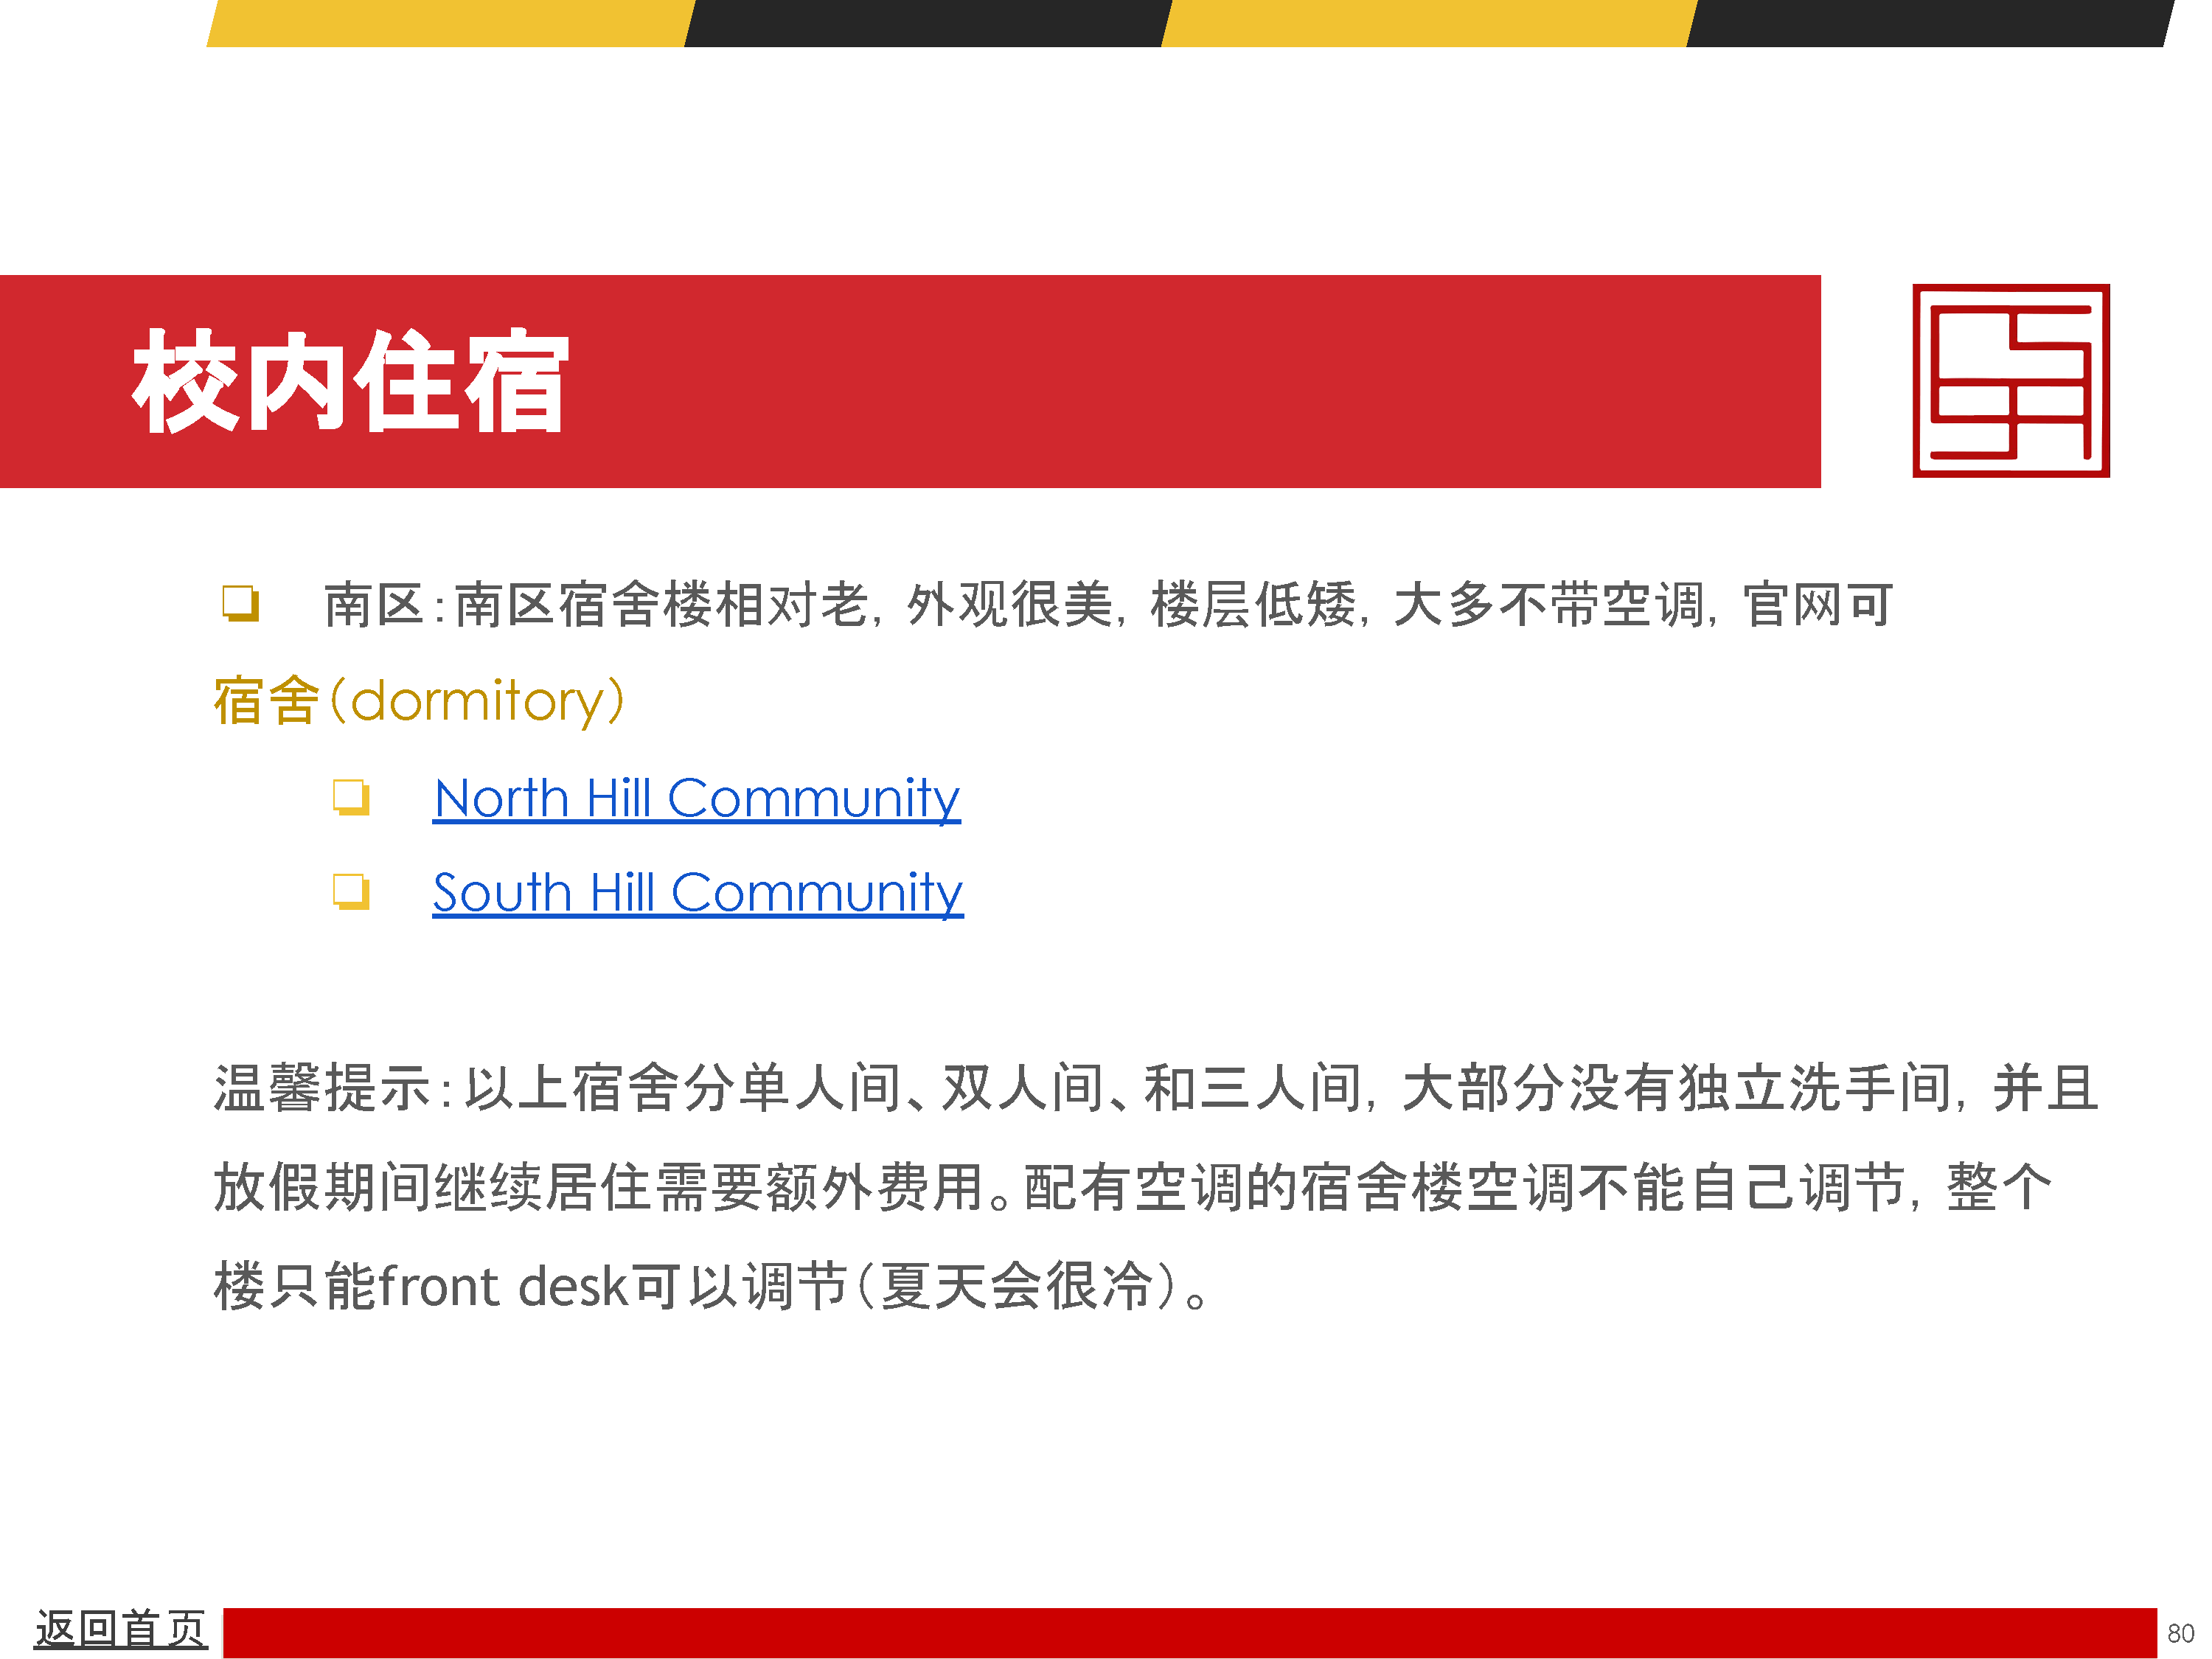 校内住宿
南区：南区宿舍楼相对老，外观很美，楼层低矮，大多不带空调，官网可
宿舍（dormitory）
North Hill Community
South Hill Community
温馨提示：以上宿舍分单人间、双人间、和三人间，大部分没有独立洗手间，并且
放假期间继续居住需要额外费用。配有空调的宿舍楼空调不能自己调节，整个
楼只能front desk可以调节（夏天会很冷）。
返回首页
80